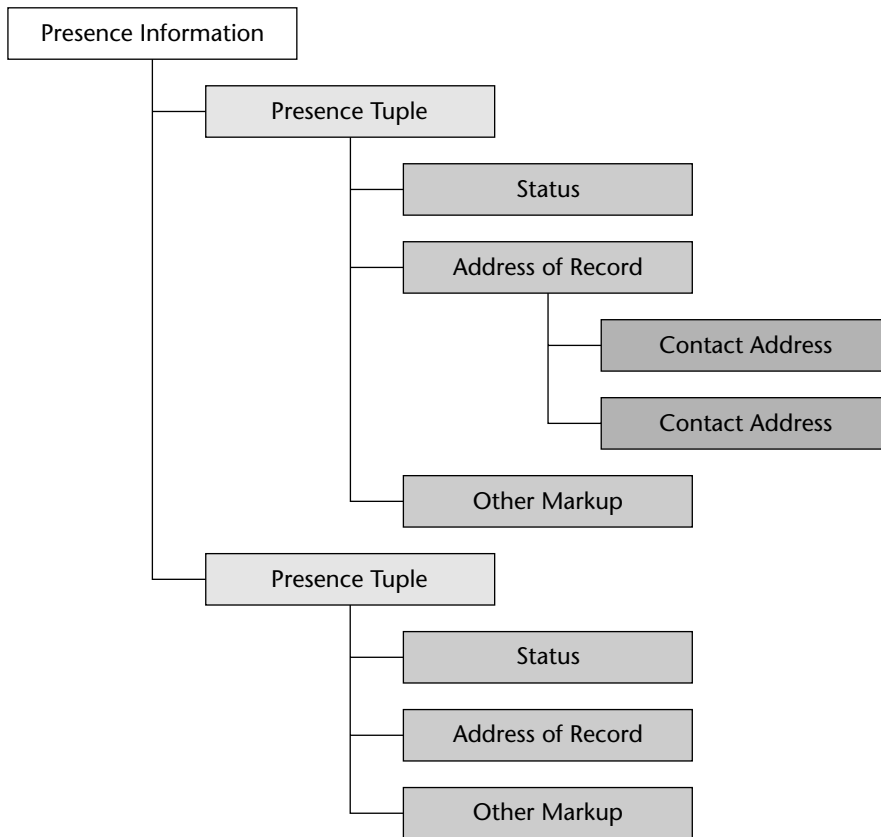 Presence Information
Presence Tuple
Status
Address of Record
Contact Address
Contact Address
Other Markup
Presence Tuple
Status
Address of Record
Other Markup